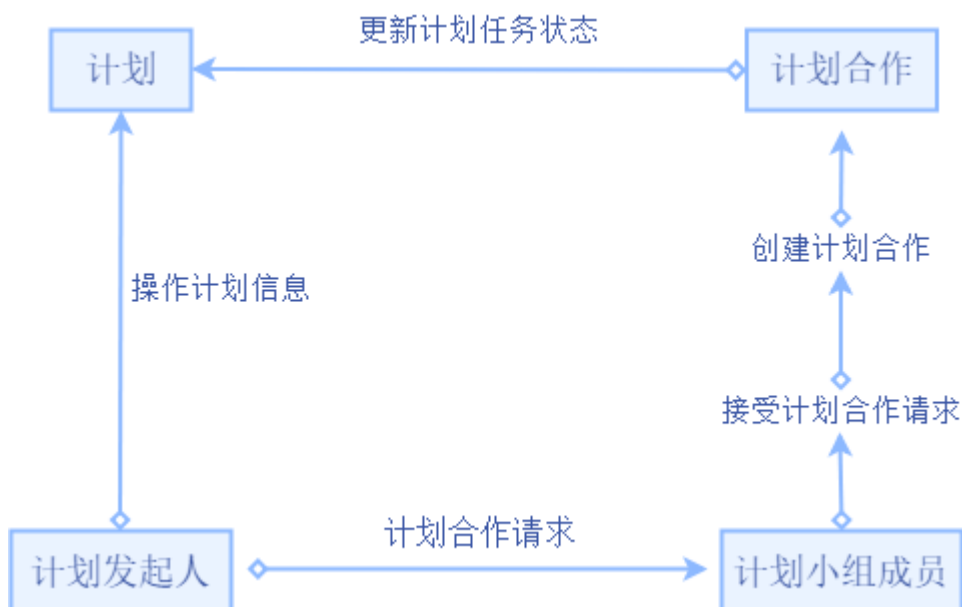 更新计划任务状态
计划
计划合作
创建计划合作
操作计划信息
接受计划合作请求
计划合作请求
计划发起人
计划小组成员